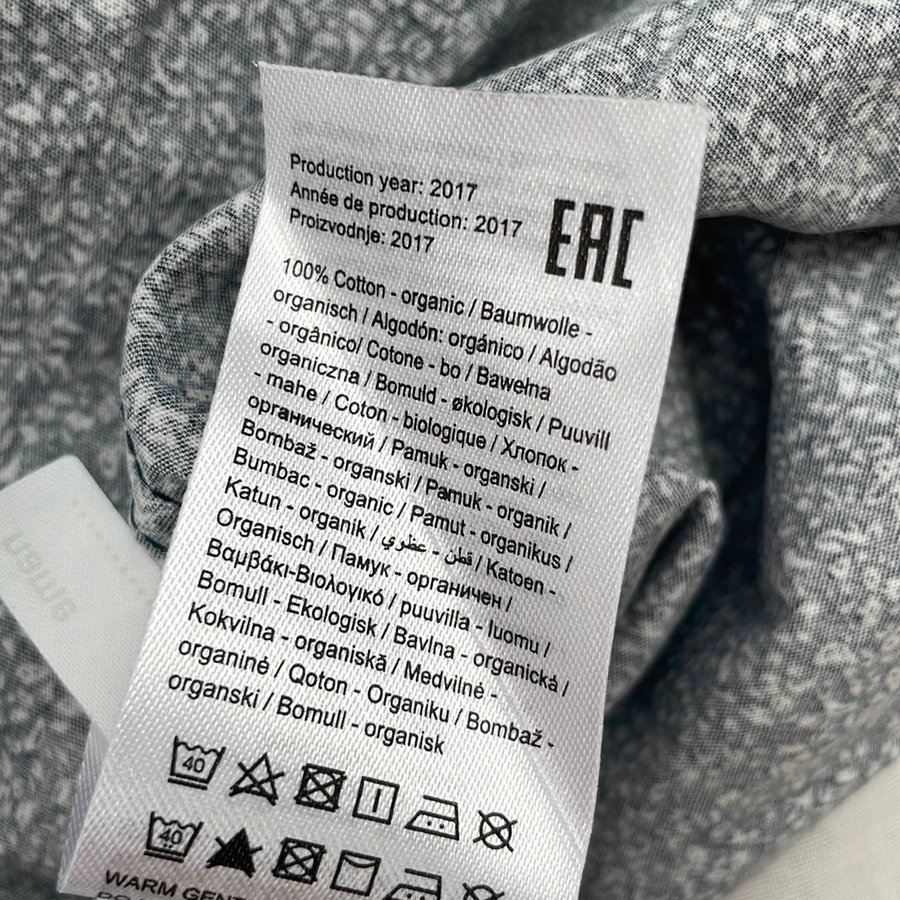 Production year: 2017
Année de production: 2017
Proizvodnje: 2017
EAC
100% Cotton - organic / Baumwolle -
organisch / Algodón: orgánico / Algodão
- orgânico/ Cotone - bo / Bawełna
organiczna / Bomuld - økologisk / Puuvill
- mahe / Coton - biologique / Хлопок -
органический / Pamuk - organski /
Bombaž - organski / Pamuk - organik /
Bumbac - organic / Pamut - organikus /
Katun - organik / قطن - عطري / Katoen -
Organisch / Памук - органичен /
Βαμβάκι-Βιολογικό / puuvilla - luomu /
Bomull - Ekologisk / Bavlna - organická /
Kokvilna - organiskā / Medvilnė -
organinė / Qoton - Organiku / Bombaž -
organski / Bomull - organisk
40
40
WARM